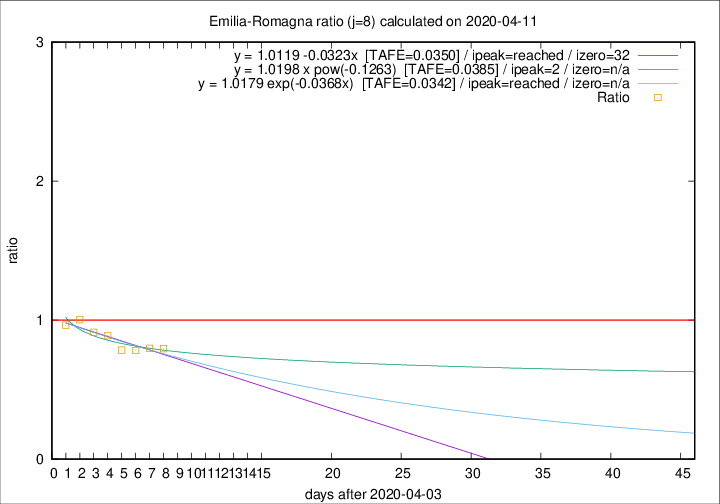 Emilia-Romagna ratio (j=8) calculated on 2020-04-11
y = 1.0119 -0.0323x  [TAFE=0.0350] / ipeak=reached / izero=32
y = 1.0198 x pow(-0.1263)  [TAFE=0.0385] / ipeak=2 / izero=n/a
y = 1.0179 exp(-0.0368x)  [TAFE=0.0342] / ipeak=reached / izero=n/a
Ratio
3
2
1
0
ratio
0 1 2 3 4 5 6 7 8 9 10 11 12 13 14 15 20 25 30 35 40 45
days after 2020-04-03